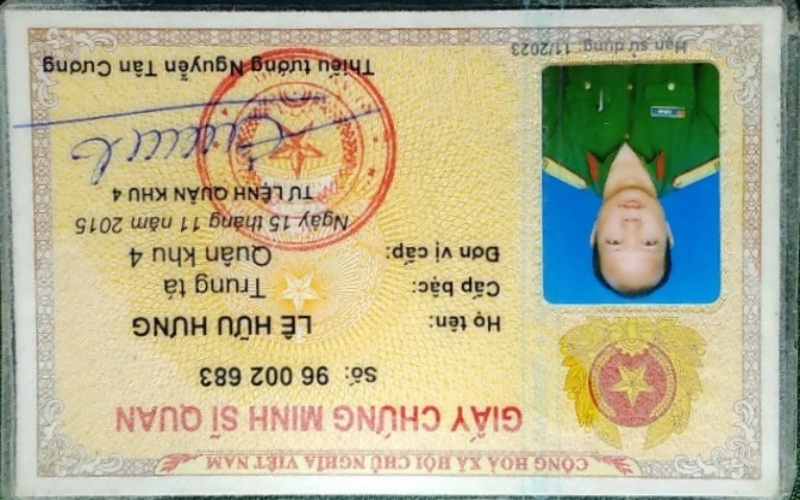 CỘNG HOÀ XÃ HỘI CHỦ NGHĨA VIỆT NAM
GIẤY CHỨNG MINH SĨ QUAN
Số: 96 002 683
Họ tên: LÊ HỮU HƯNG
Cấp bậc: Trung tá
Đơn vị cấp: Quân khu 4
Ngày 15 tháng 11 năm 2015
TƯ LỆNH QUÂN KHU 4
Thiếu tướng Nguyễn Tân Cương
Hạn sử dụng: 11/2023